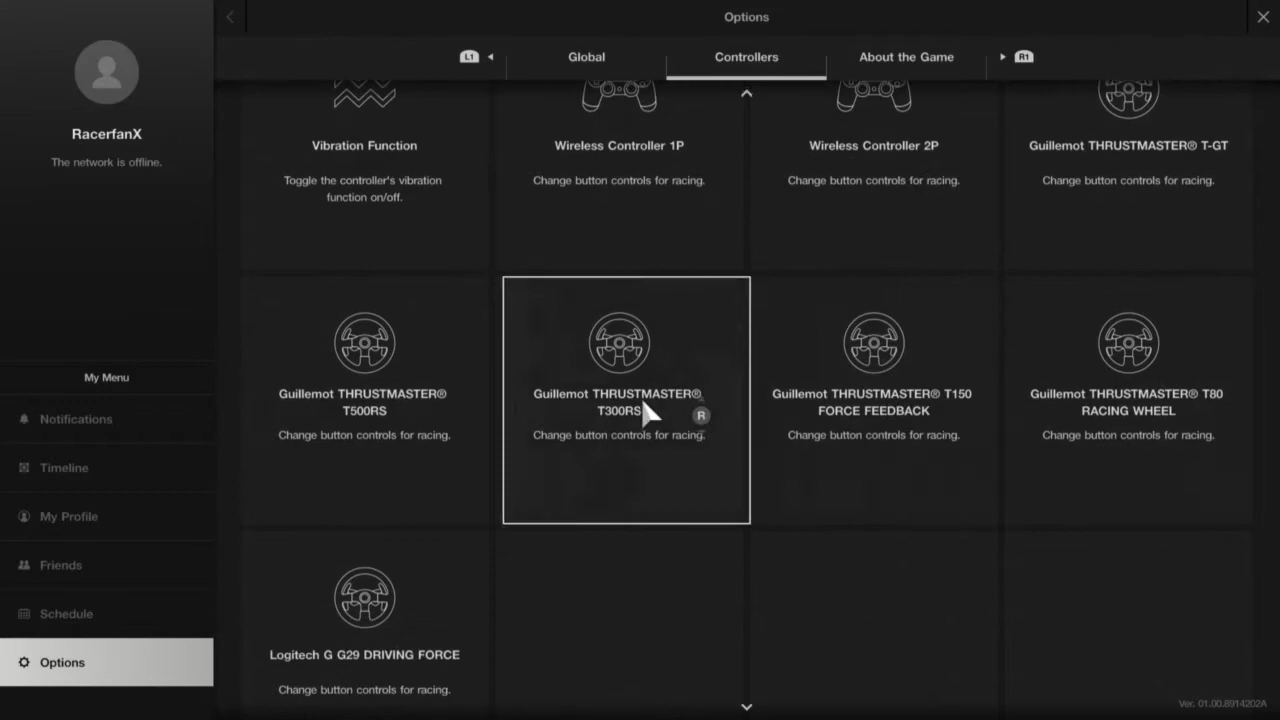 Options
L1
Global
Controllers
About the Game
R1
RacerfanX
The network is offline.
Vibration Function
Toggle the controller's vibration
function on/off.
Wireless Controller 1P
Change button controls for racing.
Wireless Controller 2P
Change button controls for racing.
Guillemot THRUSTMASTER® T-GT
Change button controls for racing.
Guillemot THRUSTMASTER®
T500RS
Change button controls for racing.
Guillemot THRUSTMASTER®
T300RS
R
Change button controls for racing.
Guillemot THRUSTMASTER® T150
FORCE FEEDBACK
Change button controls for racing.
Guillemot THRUSTMASTER® T80
RACING WHEEL
Change button controls for racing.
Logitech G G29 DRIVING FORCE
Change button controls for racing.
My Menu
Notifications
Timeline
My Profile
Friends
Schedule
Options
Ver. 01.00.8914202A